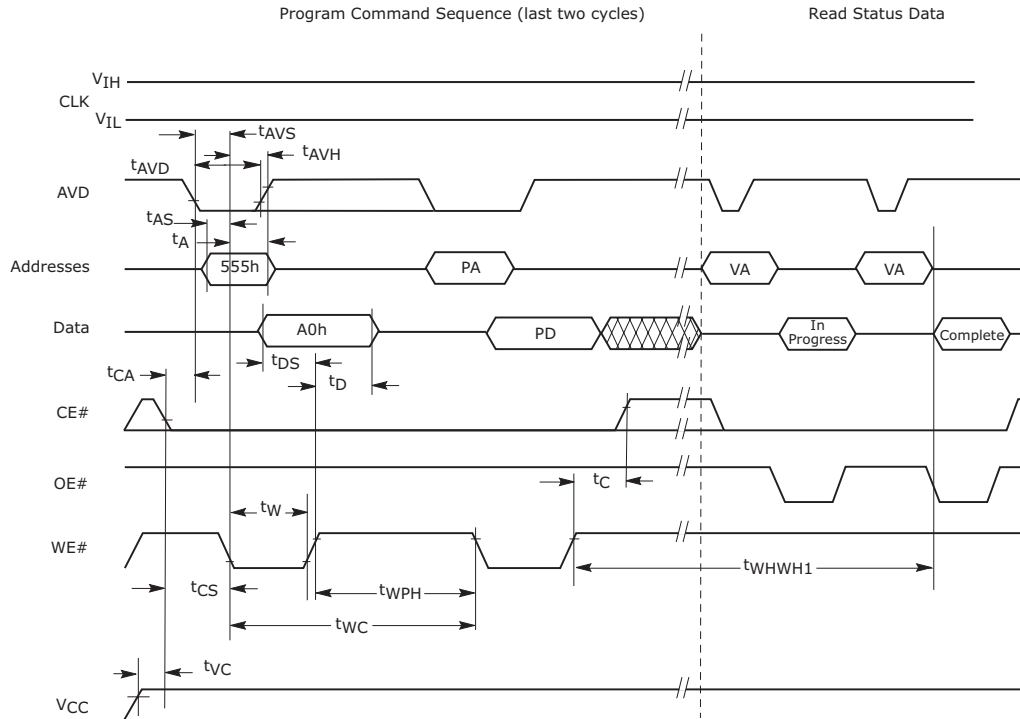 Program Command Sequence (last two cycles) Read Status Data
VIH
CLK
VIL
tAVS
tAVH
tAVD
AVD
tAS
tA
Addresses 555h PA VA VA
Data A0h PD In Progress Complete
tDS
tD
tCA
CE#
OE#
tC
tW
WE#
tWHWH1
tCS
tWPH
tWC
tVC
VCC